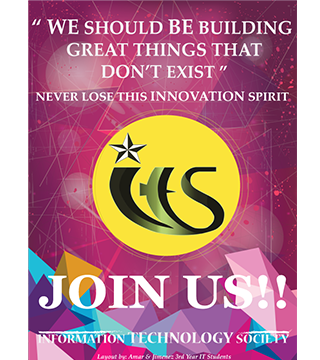 “ WE SHOULD BE BUILDING
GREAT THINGS THAT
DON'T EXIST ”
NEVER LOSE THIS INNOVATION SPIRIT
ITS
JOIN US!!
INFORMATION TECHNOLOGY SOCIETY
Layout by: Amar & Jimenez 3rd Year IT Students